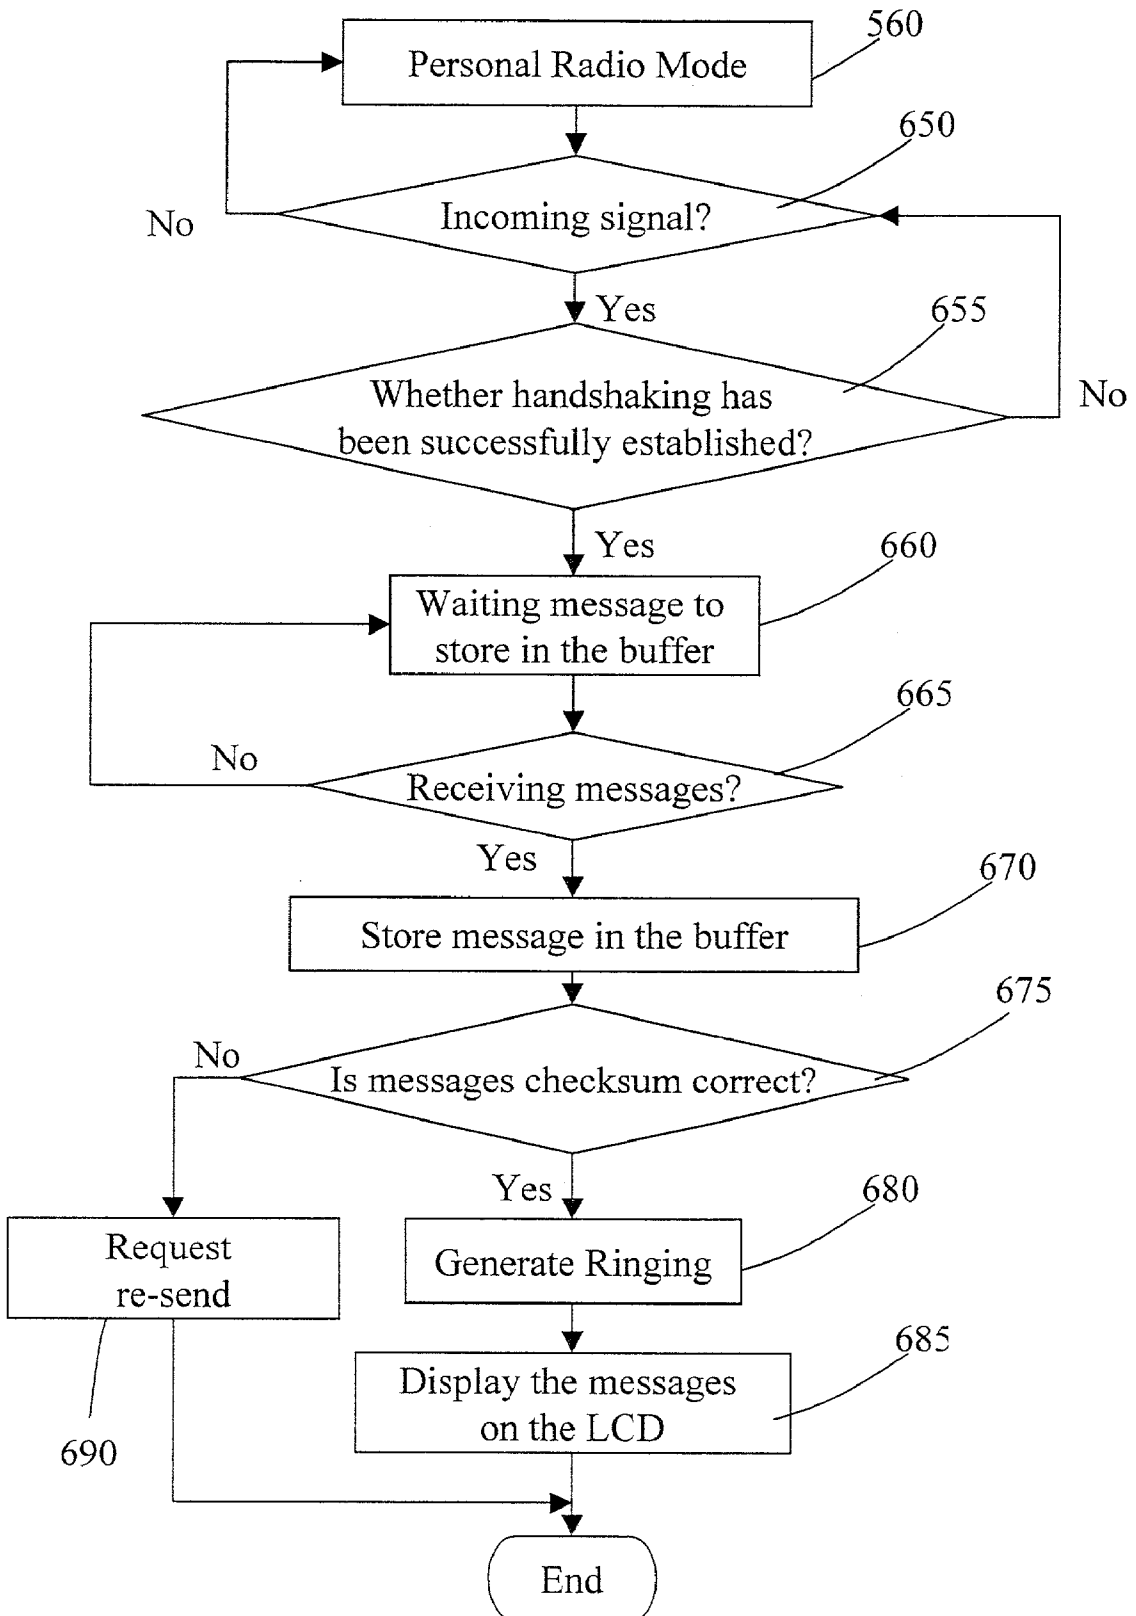 560
Personal Radio Mode
650
No
Incoming signal?
Yes
655
Whether handshaking has
been successfully established?
No
Yes
660
Waiting message to
store in the buffer
665
No
Receiving messages?
Yes
670
Store message in the buffer
675
No
Is messages checksum correct?
Yes
680
Request
re-send
Generate Ringing
685
Display the messages
on the LCD
690
End